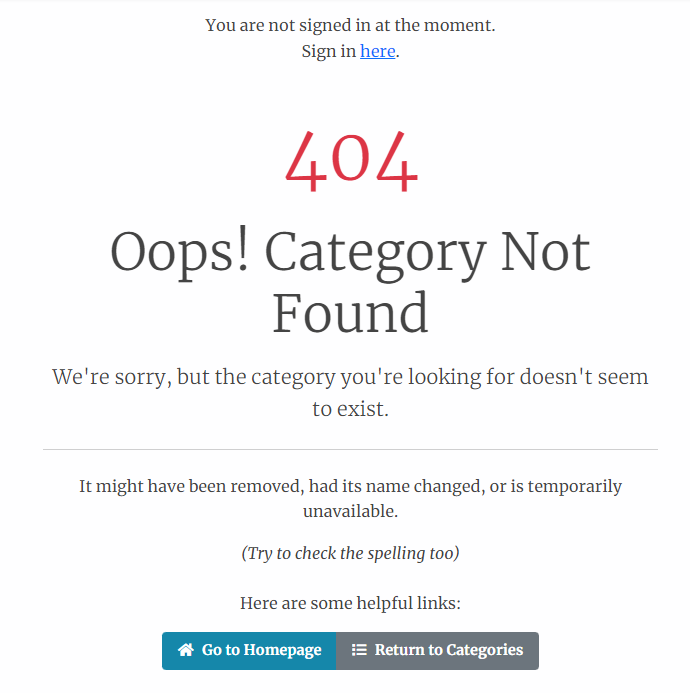 You are not signed in at the moment.
Sign in here.
404
Oops! Category Not
Found
We're sorry, but the category you're looking for doesn't seem
to exist.
It might have been removed, had its name changed, or is temporarily
unavailable.
(Try to check the spelling too)
Here are some helpful links:
Go to Homepage Return to Categories